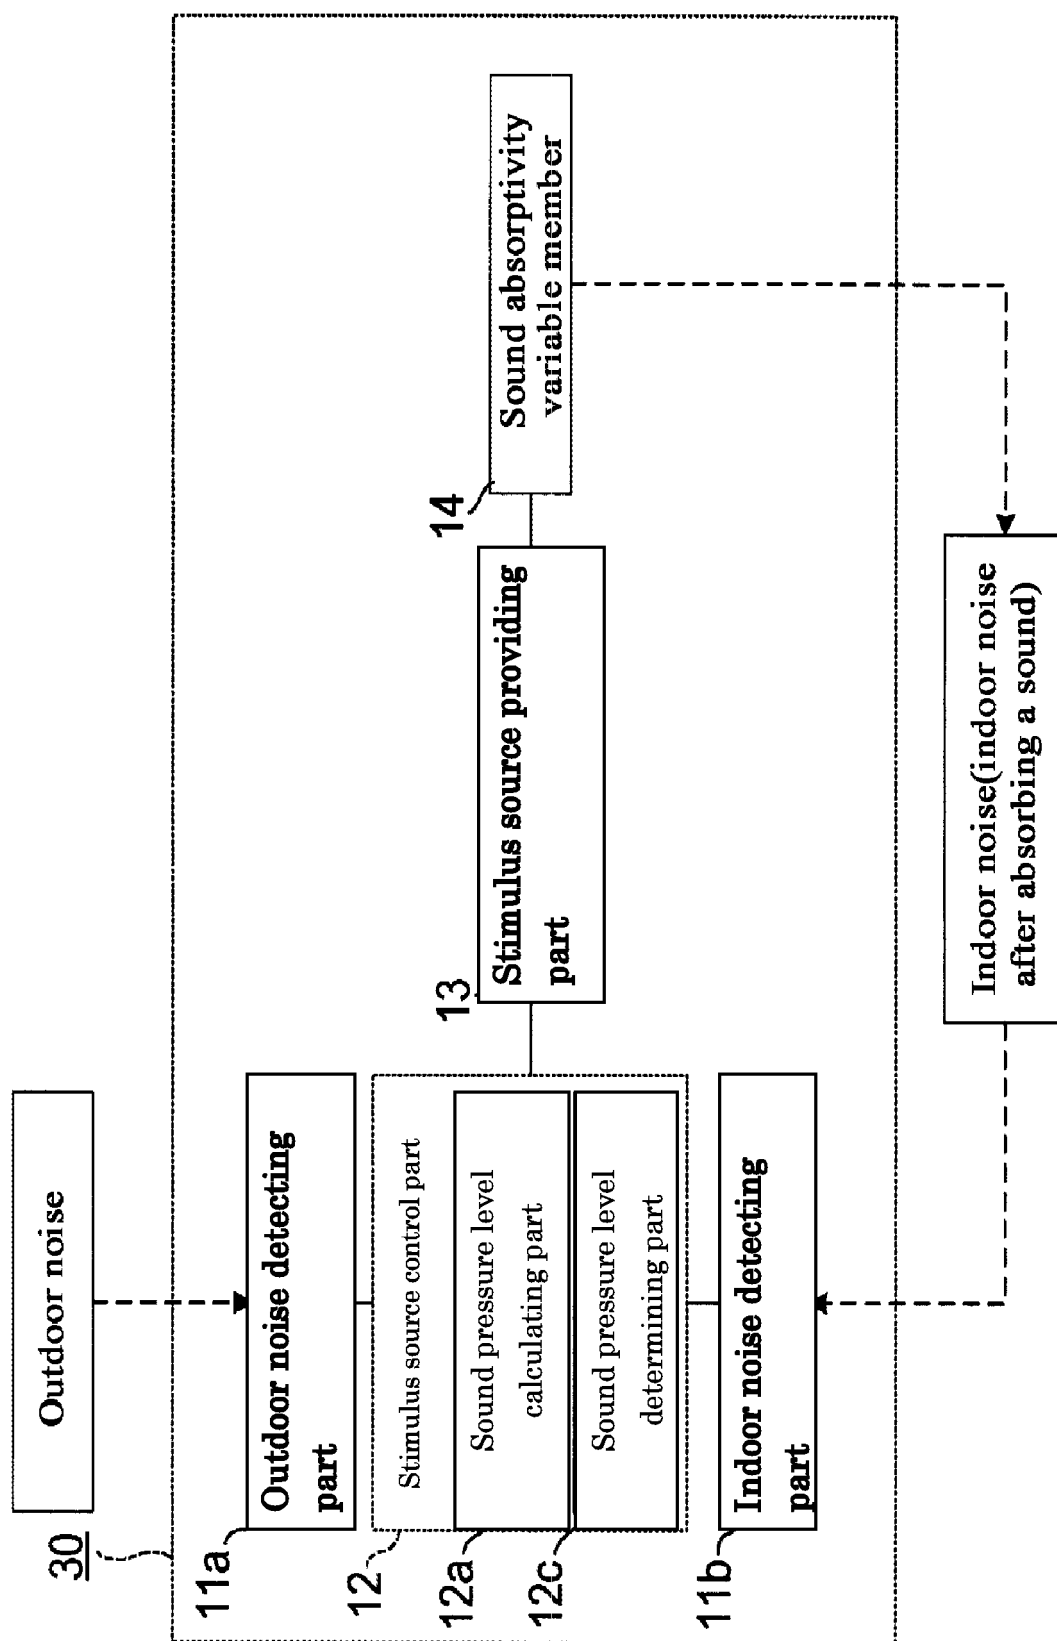 30
Outdoor noise
11a
Outdoor noise detecting
part
12
Stimulus source control part
12a
Sound pressure level
calculating part
12c
Sound pressure level
determining part
11b
Indoor noise detecting
part
13
Stimulus source providing
part
14
Sound absorptivity
variable member
Indoor noise(indoor noise
after absorbing a sound)